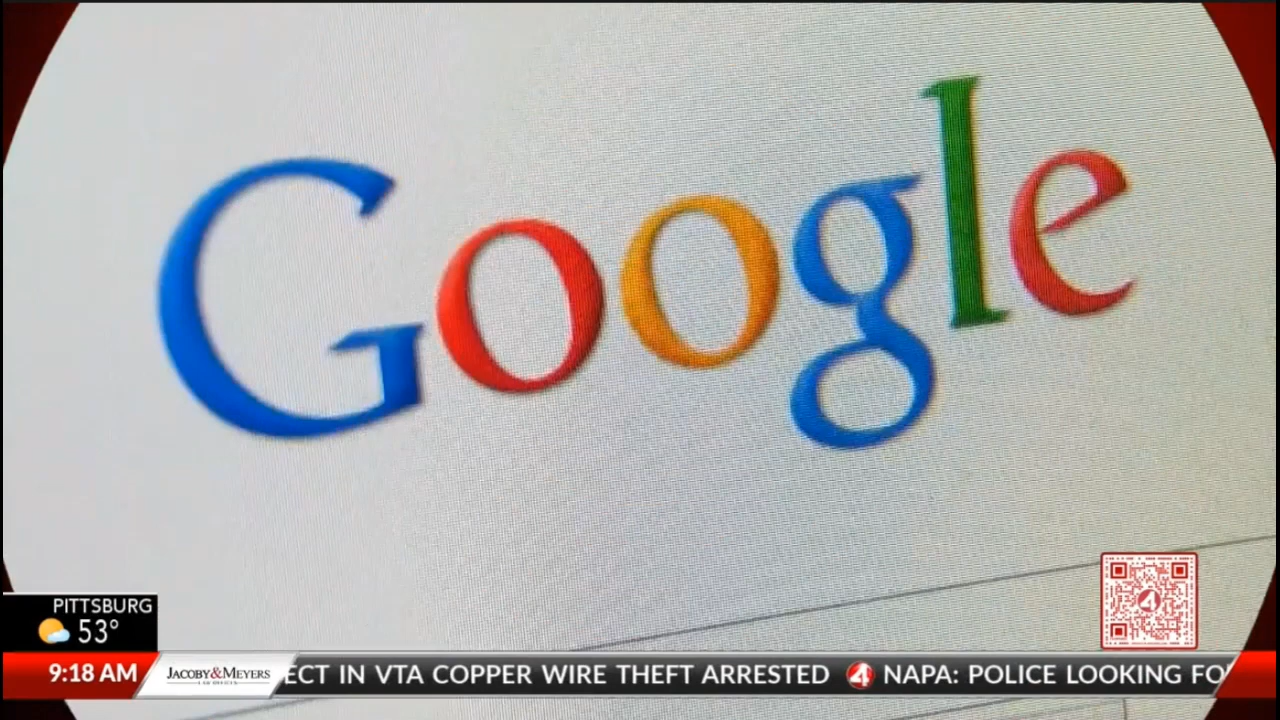 Google
PITTSBURG
53°
9:18 AM
JACOBY&MEYERS
ECT IN VTA COPPER WIRE THEFT ARRESTED 4 NAPA: POLICE LOOKING FO
4